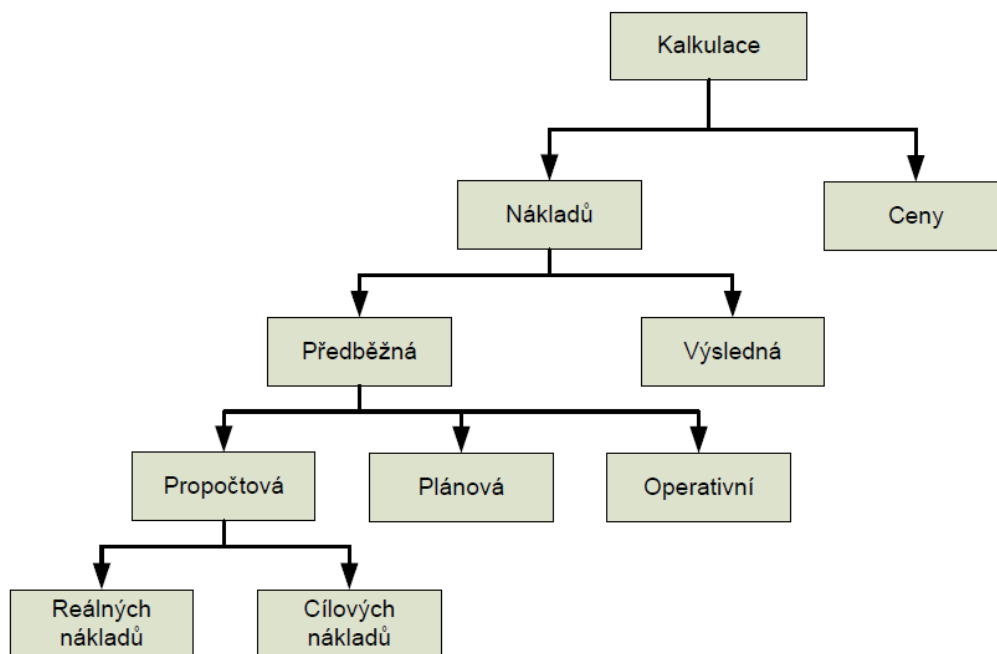 Kalkulace
Nákladů
Ceny
Předběžná
Výsledná
Propočtová
Plánová
Operativní
Reálných
nákladů
Cílových
nákladů